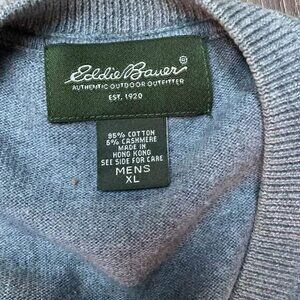 Eddie Bauer®
AUTHENTIC OUTDOOR OUTFITTER
EST. 1920
95% COTTON
5% CASHMERE
MADE IN
HONG KONG
SEE SIDE FOR CARE
MENS
XL